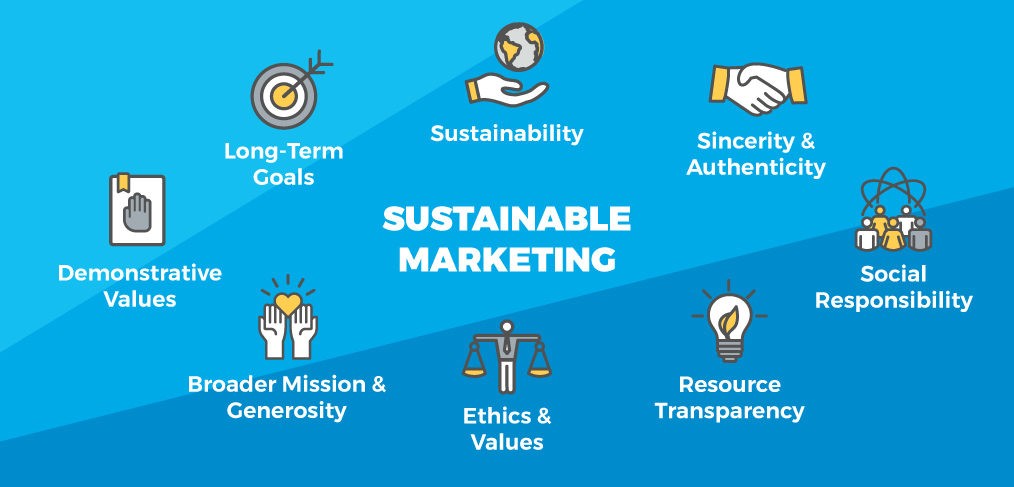 Sustainability
Sincerity &
Authenticity
Long-Term
Goals
SUSTAINABLE
MARKETING
Demonstrative
Values
Social
Responsibility
Broader Mission &
Generosity
Ethics &
Values
Resource
Transparency